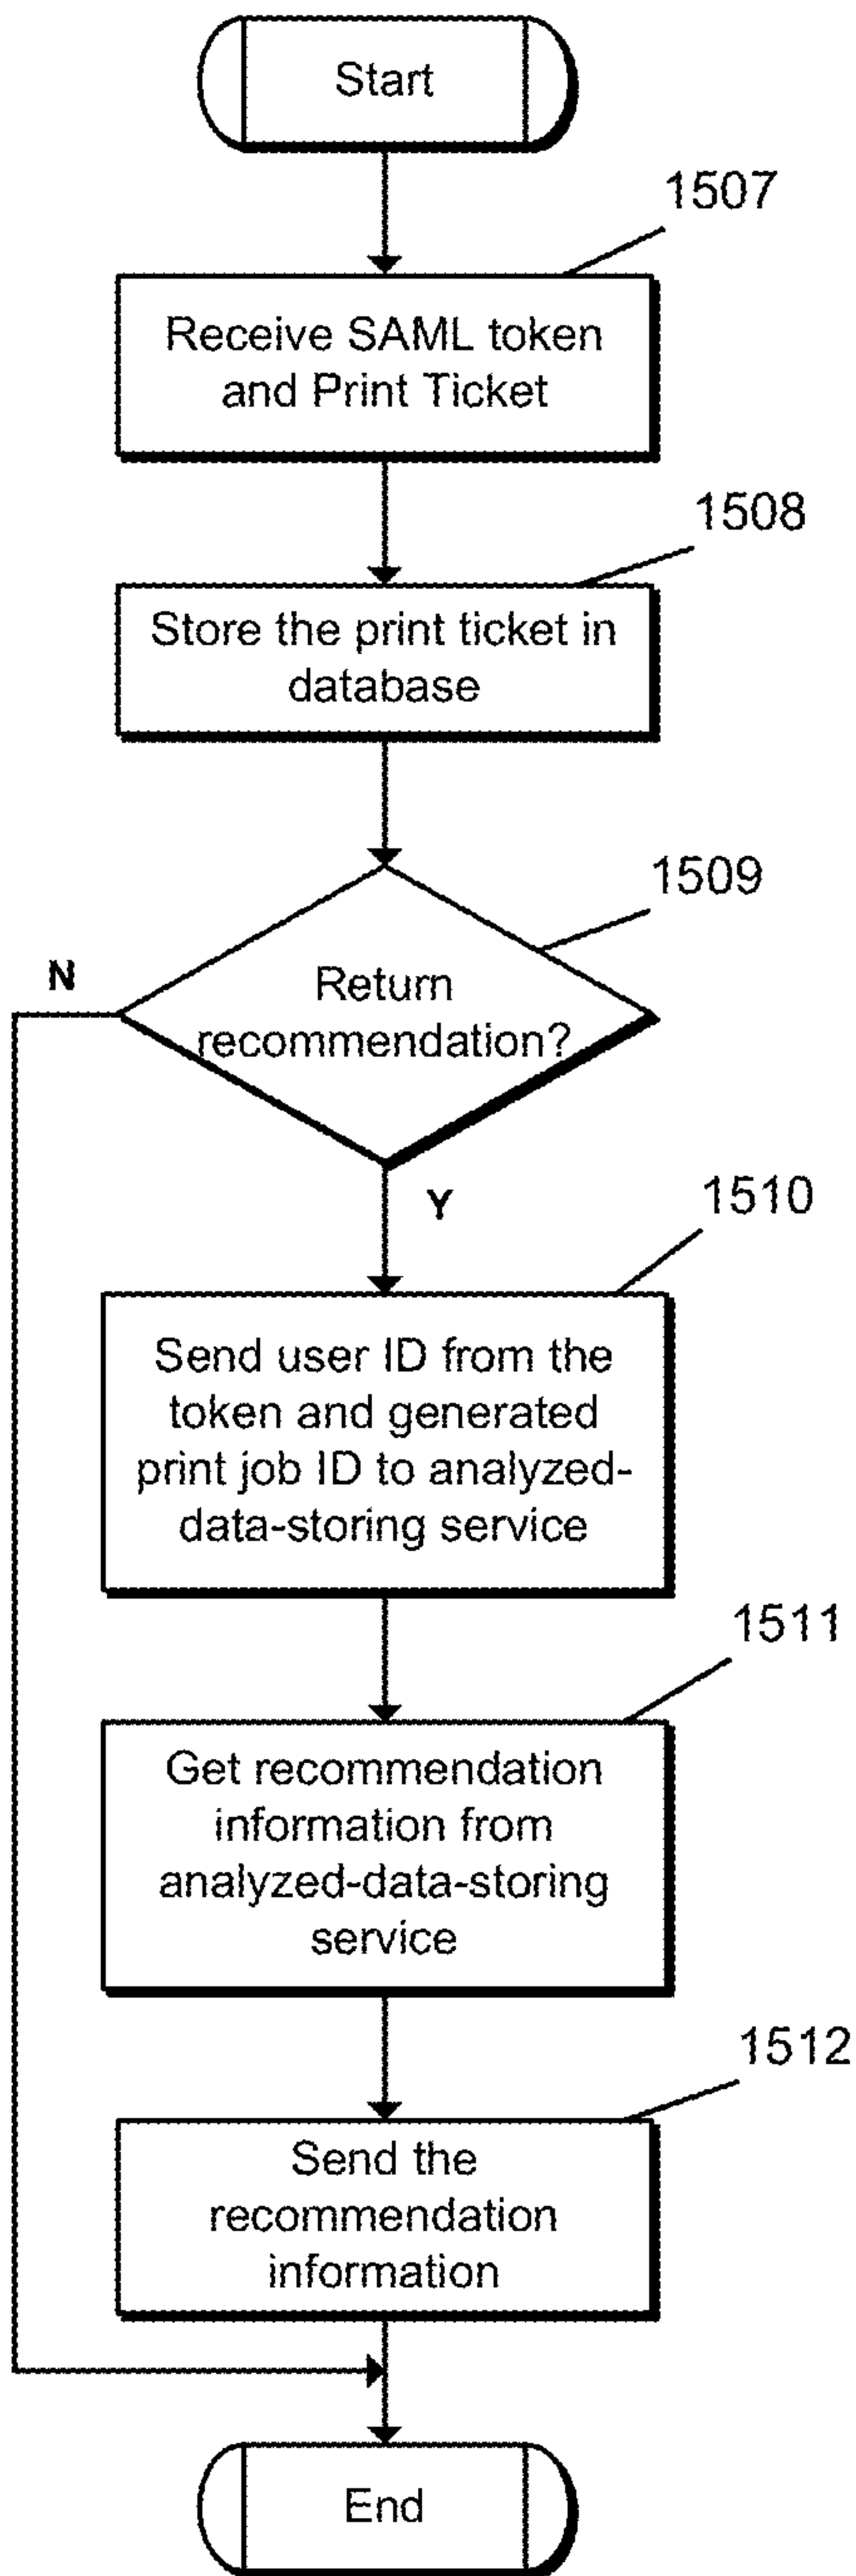 Start
1507
Receive SAML token
and Print Ticket
1508
Store the print ticket in
database
1509
N
Return
recommendation?
Y
1510
Send user ID from the
token and generated
print job ID to analyzed-
data-storing service
1511
Get recommendation
information from
analyzed-data-storing
service
1512
Send the
recommendation
information
End